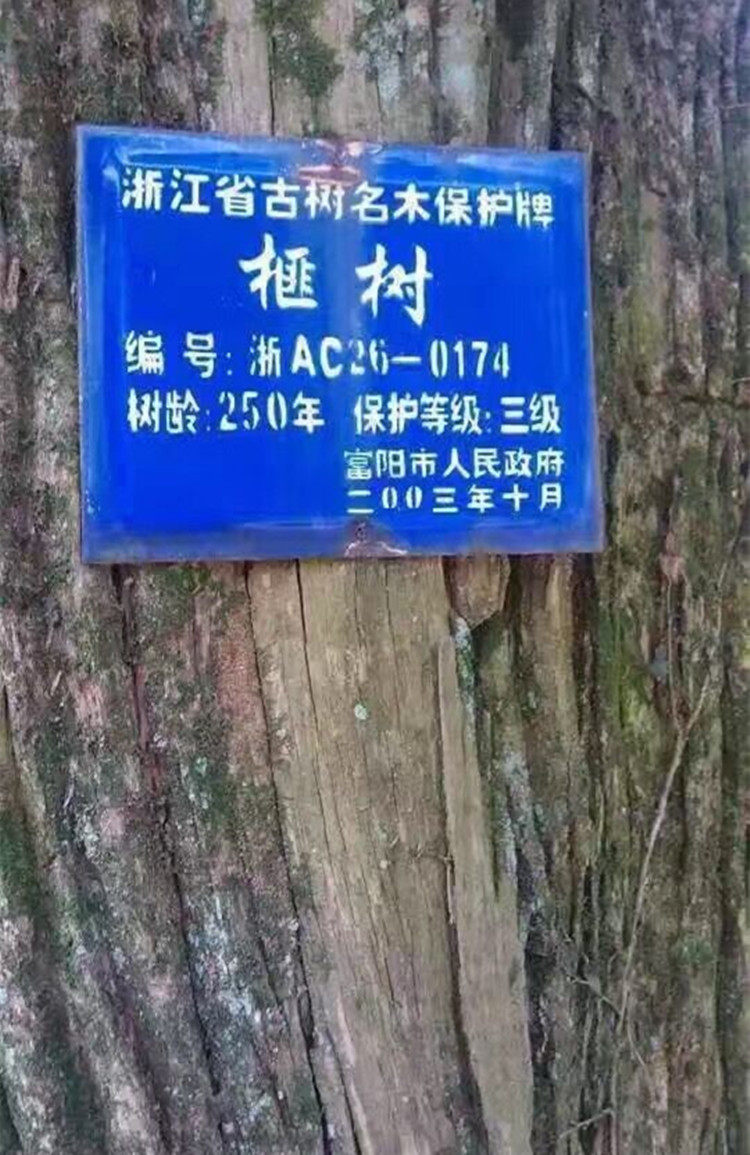 浙江省古树名木保护牌
榧树
编号:浙AC26-0174
树龄:250年 保护等级:三级
富阳市人民政府
二00三年十月